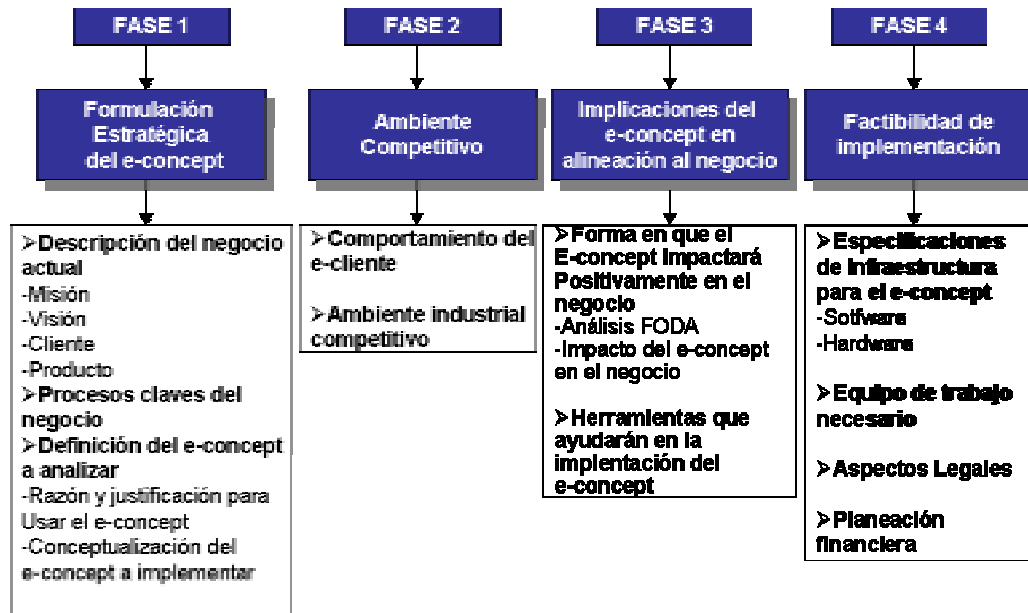 FASE 1
Formulación
Estratégica
del e-concept
➢Descripción del negocio
actual
-Misión
-Visión
-Cliente
-Producto
➢Procesos claves del
negocio
➢Definición del e-concept
a analizar
-Razón y justificación para
Usar el e-concept
-Conceptualización del
e-concept a implementar
FASE 2
Ambiente
Competitivo
➢Comportamiento del
e-cliente
➢Ambiente industrial
competitivo
FASE 3
Implicaciones del
e-concept en
alineación al negocio
➢Forma en que el
E-concept Impactará
Positivamente en el
negocio
-Análisis FODA
-Impacto del e-concept
en el negocio
➢Herramientas que
ayudarán en la
implentación del
e-concept
FASE 4
Factibilidad de
implementación
➢Especificaciones
de Infraestructura
para el e-concept
-Sotfware
-Hardware
➢Equipo de trabajo
necesario
➢Aspectos Legales
➢Planeación
financiera